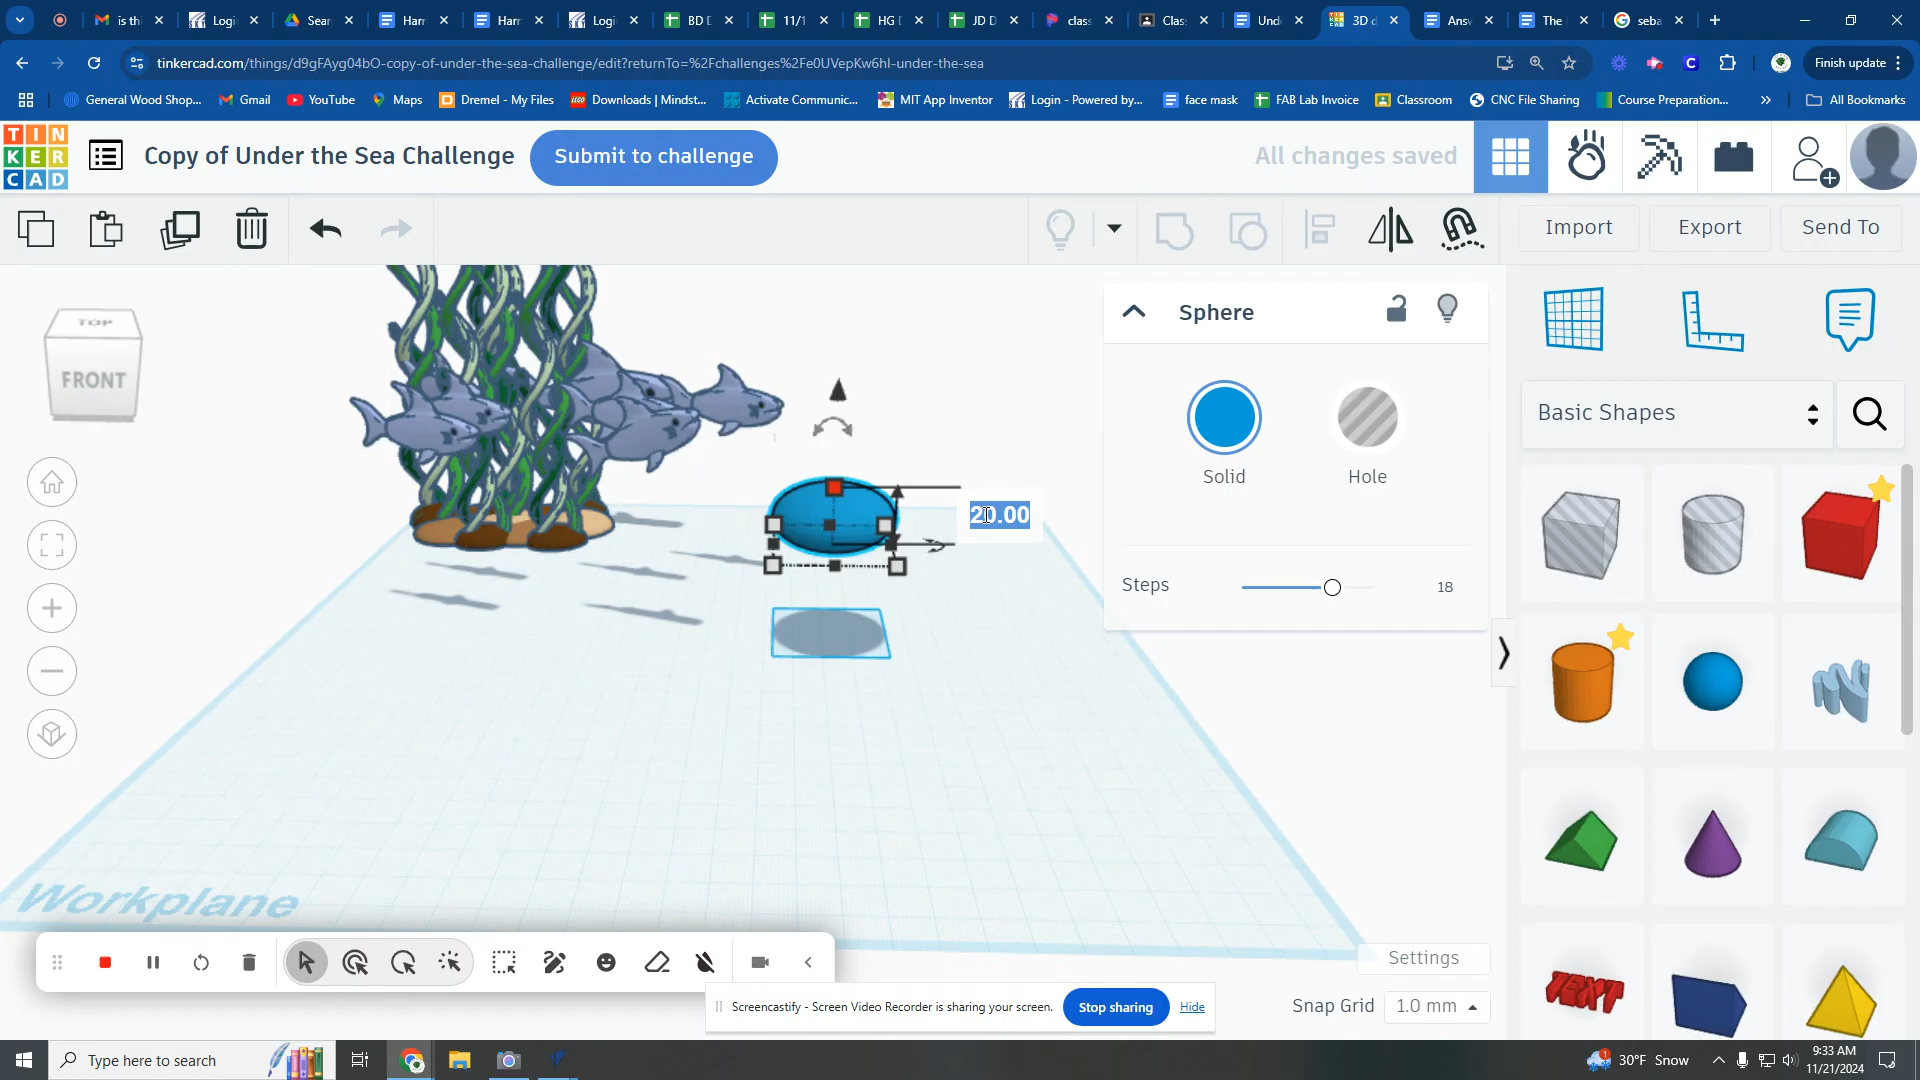 is thi
Logi
Sear
Harr
Harr
Logi
BD D
11/1
HG E
JD D
class
Clas
Und
3D d
Ans
The
seba
tinkercad.com/things/d9gFAyg04bO-copy-of-under-the-sea-challenge/edit?returnTo=%2Fchallenges%2Fe0UVepKw6hI-under-the-sea
Finish update
General Wood Shop...
Gmail
YouTube
Maps
Dremel - My Files
Downloads | Mindst...
Activate Communic...
MIT App Inventor
Login - Powered by...
face mask
FAB Lab Invoice
Classroom
CNC File Sharing
Course Preparation...
All Bookmarks
TIN
KER
CAD
Copy of Under the Sea Challenge
Submit to challenge
All changes saved
Import
Export
Send To
TOP
FRONT
Sphere
Solid
Hole
Steps
18
20.00
Basic Shapes
TEXT
Workplane
Settings
Snap Grid
1.0 mm
Screencastify - Screen Video Recorder is sharing your screen.
Stop sharing
Hide
Type here to search
1
30°F Snow
9:33 AM
11/21/2024